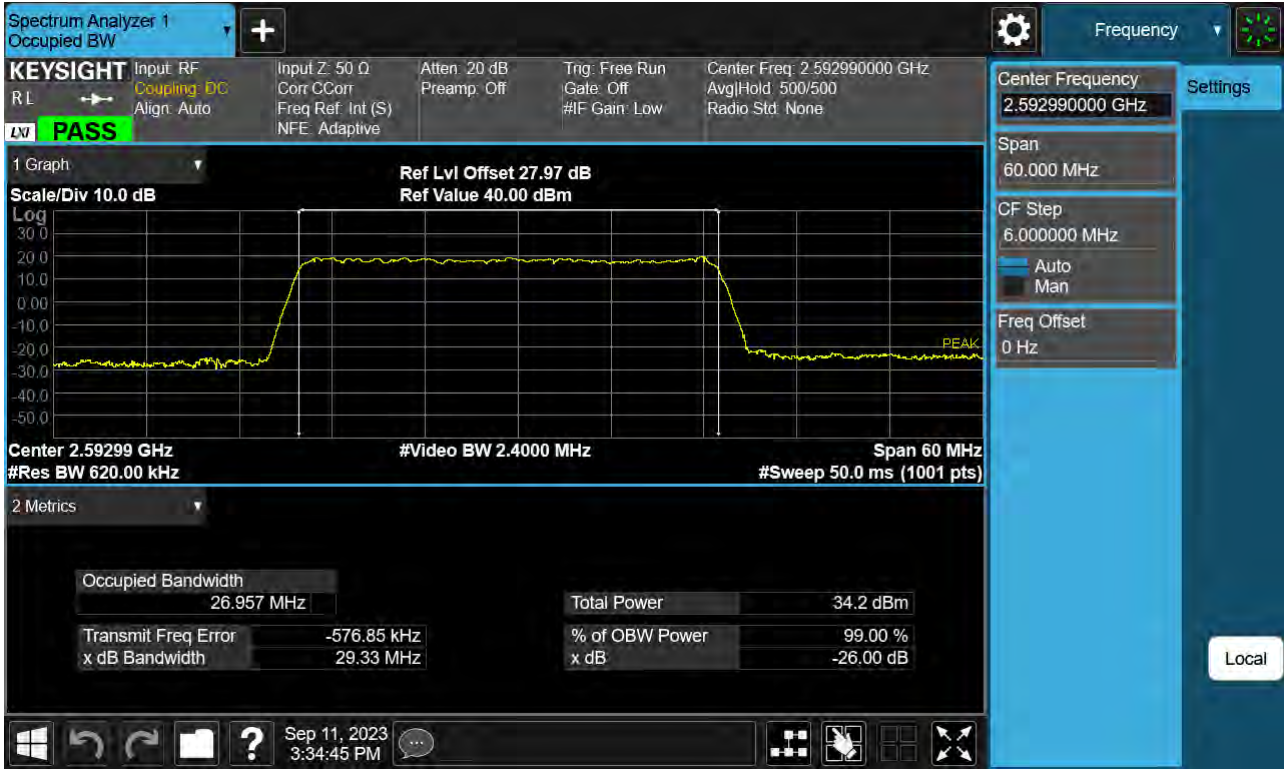 Spectrum Analyzer 1
Occupied BW
Frequency
KEYSIGHT
R L
LXI
PASS
Input: RF
Coupling: DC
Align: Auto
Input Z: 50 Ω
Corr CCorr
Freq Ref: Int (S)
NFE: Adaptive
Atten: 20 dB
Preamp: Off
Trig: Free Run
Gate: Off
#IF Gain: Low
Center Freq: 2.592990000 GHz
Avg|Hold: 500/500
Radio Std: None
Center Frequency
2.592990000 GHz
Settings
Span
60.000 MHz
CF Step
6.000000 MHz
Auto
Man
Freq Offset
0 Hz
Local
1 Graph
Scale/Div 10.0 dB
Ref Lvl Offset 27.97 dB
Ref Value 40.00 dBm
Log
30.0
20.0
10.0
0.00
-10.0
-20.0
-30.0
-40.0
-50.0
PEAK
Center 2.59299 GHz
#Video BW 2.4000 MHz
Span 60 MHz
#Res BW 620.00 kHz
#Sweep 50.0 ms (1001 pts)
2 Metrics
Occupied Bandwidth
26.957 MHz
Total Power 34.2 dBm
Transmit Freq Error -576.85 kHz
% of OBW Power 99.00 %
x dB Bandwidth 29.33 MHz
x dB -26.00 dB
?
Sep 11, 2023
3:34:45 PM